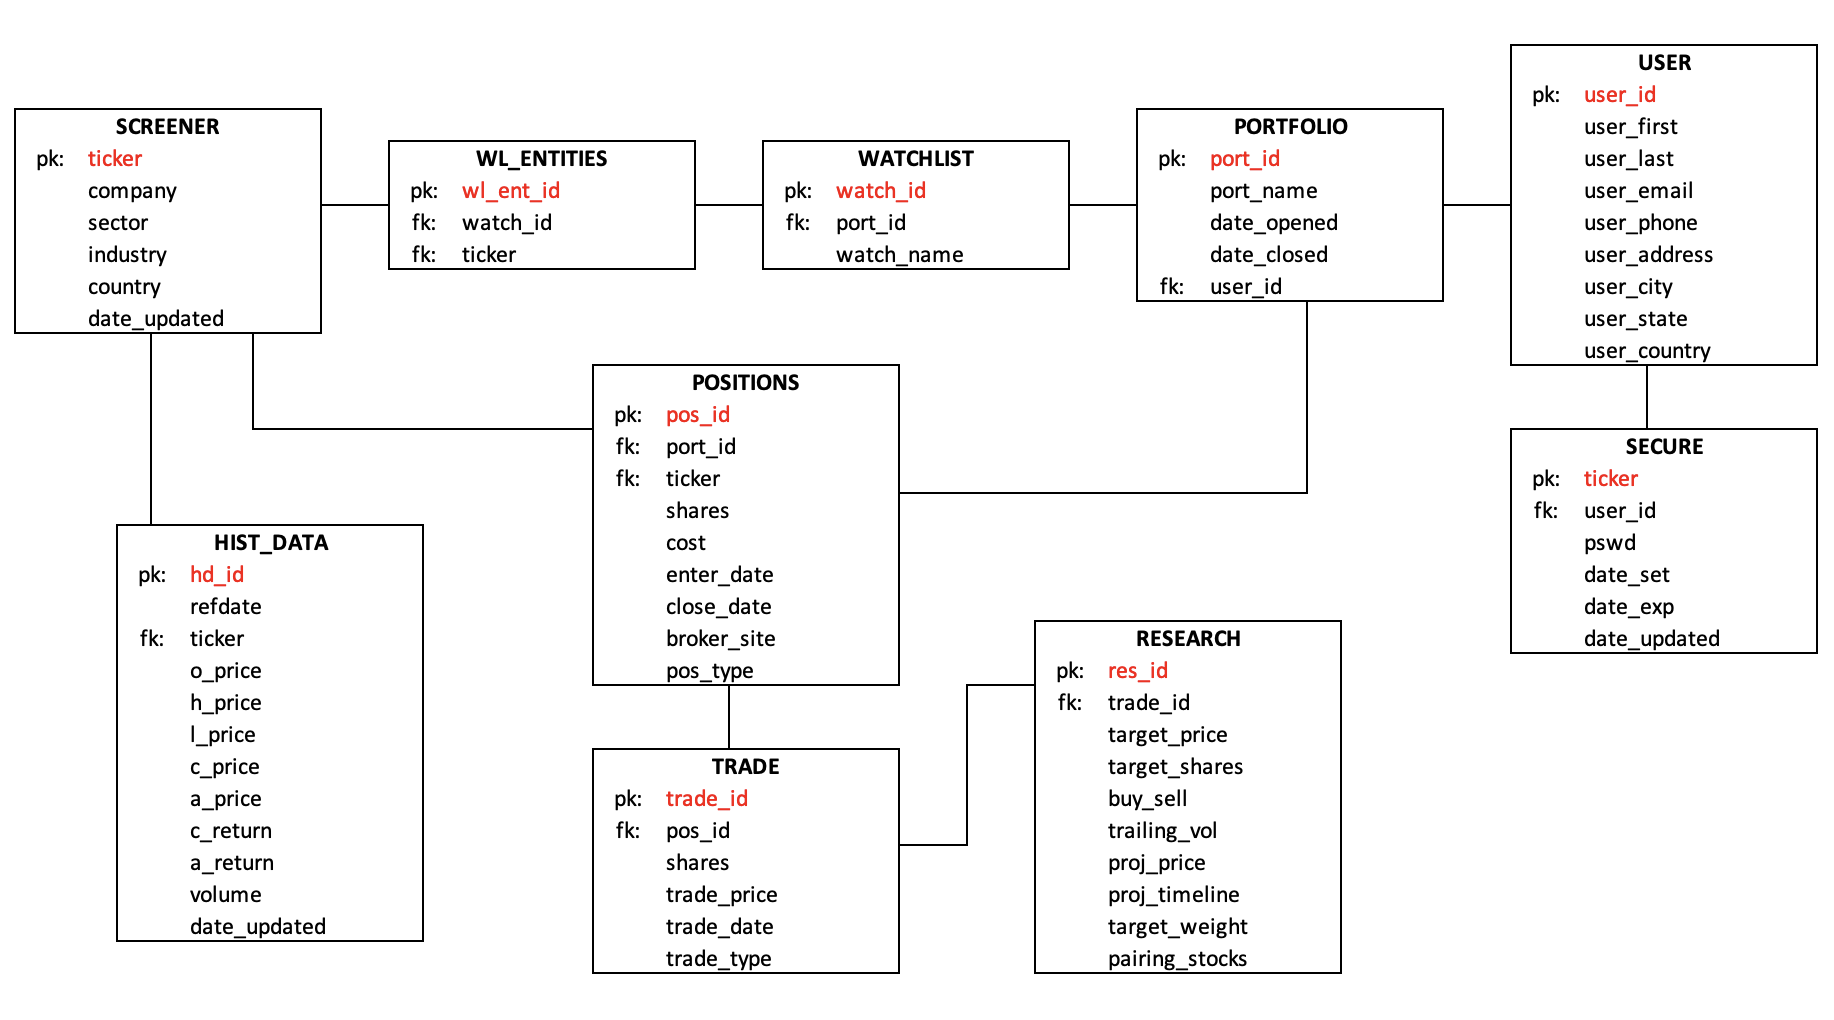 SCREENER
pk: ticker
company
sector
industry
country
date_updated
WL_ENTITIES
pk: wl_ent_id
fk: watch_id
fk: ticker
WATCHLIST
pk: watch_id
fk: port_id
watch_name
PORTFOLIO
pk: port_id
port_name
date_opened
date_closed
fk: user_id
USER
pk: user_id
user_first
user_last
user_email
user_phone
user_address
user_city
user_state
user_country
POSITIONS
pk: pos_id
fk: port_id
fk: ticker
shares
cost
enter_date
close_date
broker_site
pos_type
SECURE
pk: ticker
fk: user_id
pswd
date_set
date_exp
date_updated
HIST_DATA
pk: hd_id
refdate
fk: ticker
o_price
h_price
l_price
c_price
a_price
c_return
a_return
volume
date_updated
TRADE
pk: trade_id
fk: pos_id
shares
trade_price
trade_date
trade_type
RESEARCH
pk: res_id
fk: trade_id
target_price
target_shares
buy_sell
trailing_vol
proj_price
proj_timeline
target_weight
pairing_stocks